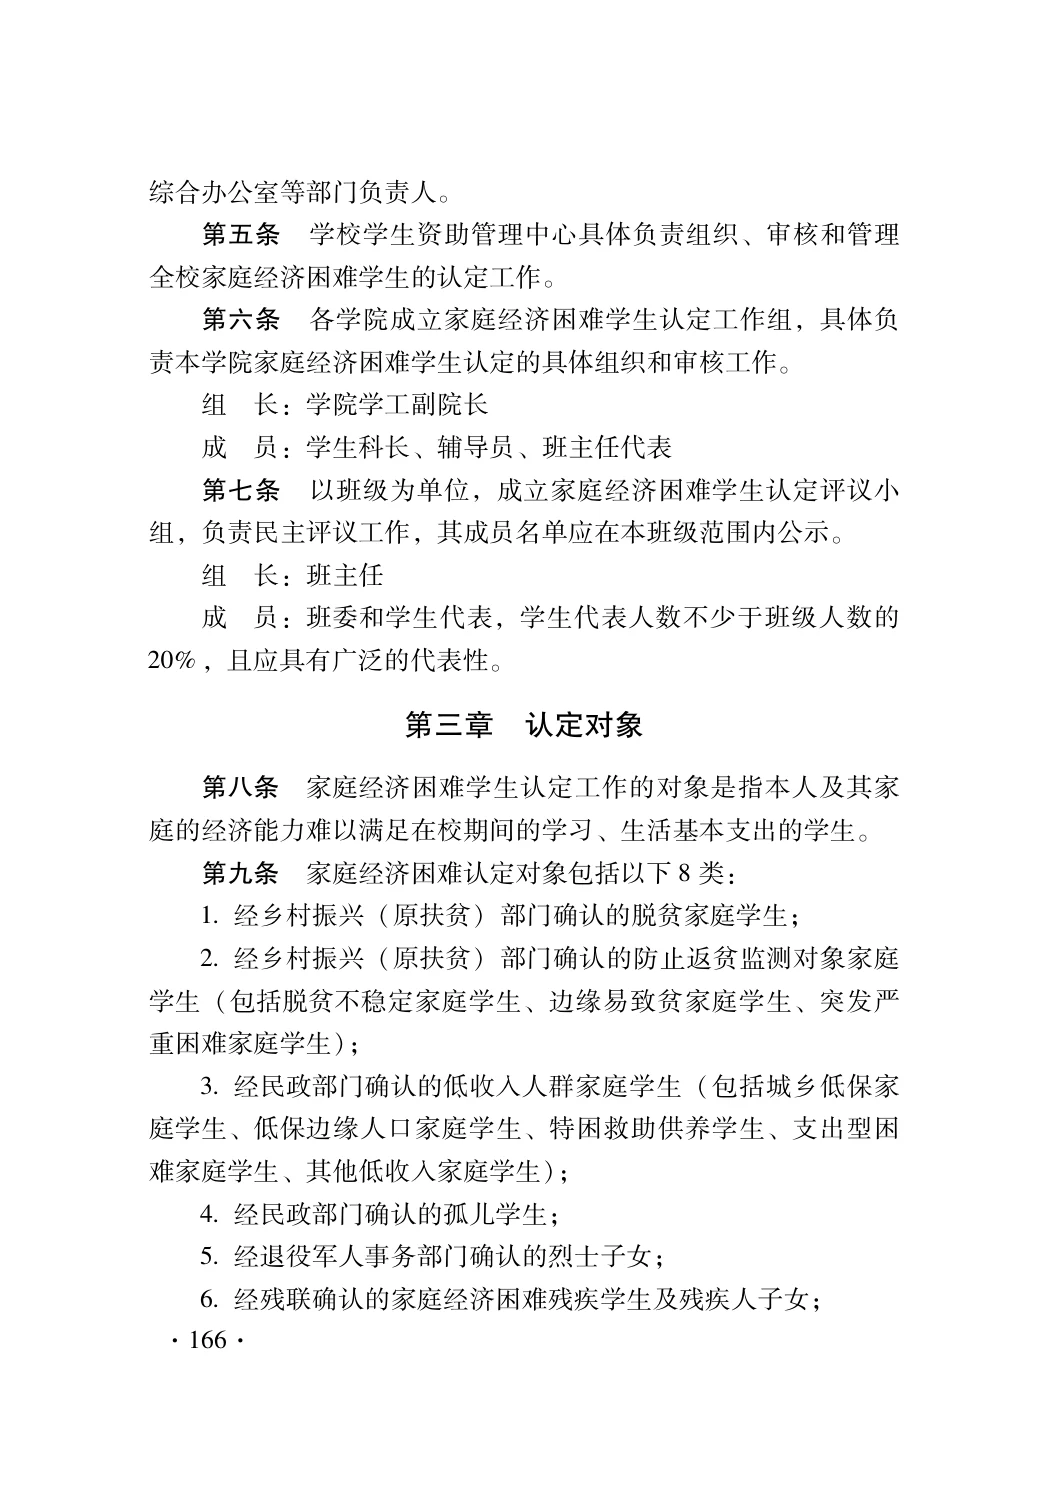 综合办公室等部门负责人。
第五条　学校学生资助管理中心具体负责组织、审核和管理
全校家庭经济困难学生的认定工作。
第六条　各学院成立家庭经济困难学生认定工作组，具体负
责本学院家庭经济困难学生认定的具体组织和审核工作。
组　长：学院学工副院长
成　员：学生科长、辅导员、班主任代表
第七条　以班级为单位，成立家庭经济困难学生认定评议小
组，负责民主评议工作，其成员名单应在本班级范围内公示。
组　长：班主任
成　员：班委和学生代表，学生代表人数不少于班级人数的
20%，且应具有广泛的代表性。
第三章　认定对象
第八条　家庭经济困难学生认定工作的对象是指本人及其家
庭的经济能力难以满足在校期间的学习、生活基本支出的学生。
第九条　家庭经济困难认定对象包括以下 8 类：
1. 经乡村振兴（原扶贫）部门确认的脱贫家庭学生；
2. 经乡村振兴（原扶贫）部门确认的防止返贫监测对象家庭
学生（包括脱贫不稳定家庭学生、边缘易致贫家庭学生、突发严
重困难家庭学生）；
3. 经民政部门确认的低收入人群家庭学生（包括城乡低保家
庭学生、低保边缘人口家庭学生、特困救助供养学生、支出型困
难家庭学生、其他低收入家庭学生）；
4. 经民政部门确认的孤儿学生；
5. 经退役军人事务部门确认的烈士子女；
6. 经残联确认的家庭经济困难残疾学生及残疾人子女；
· 166 ·